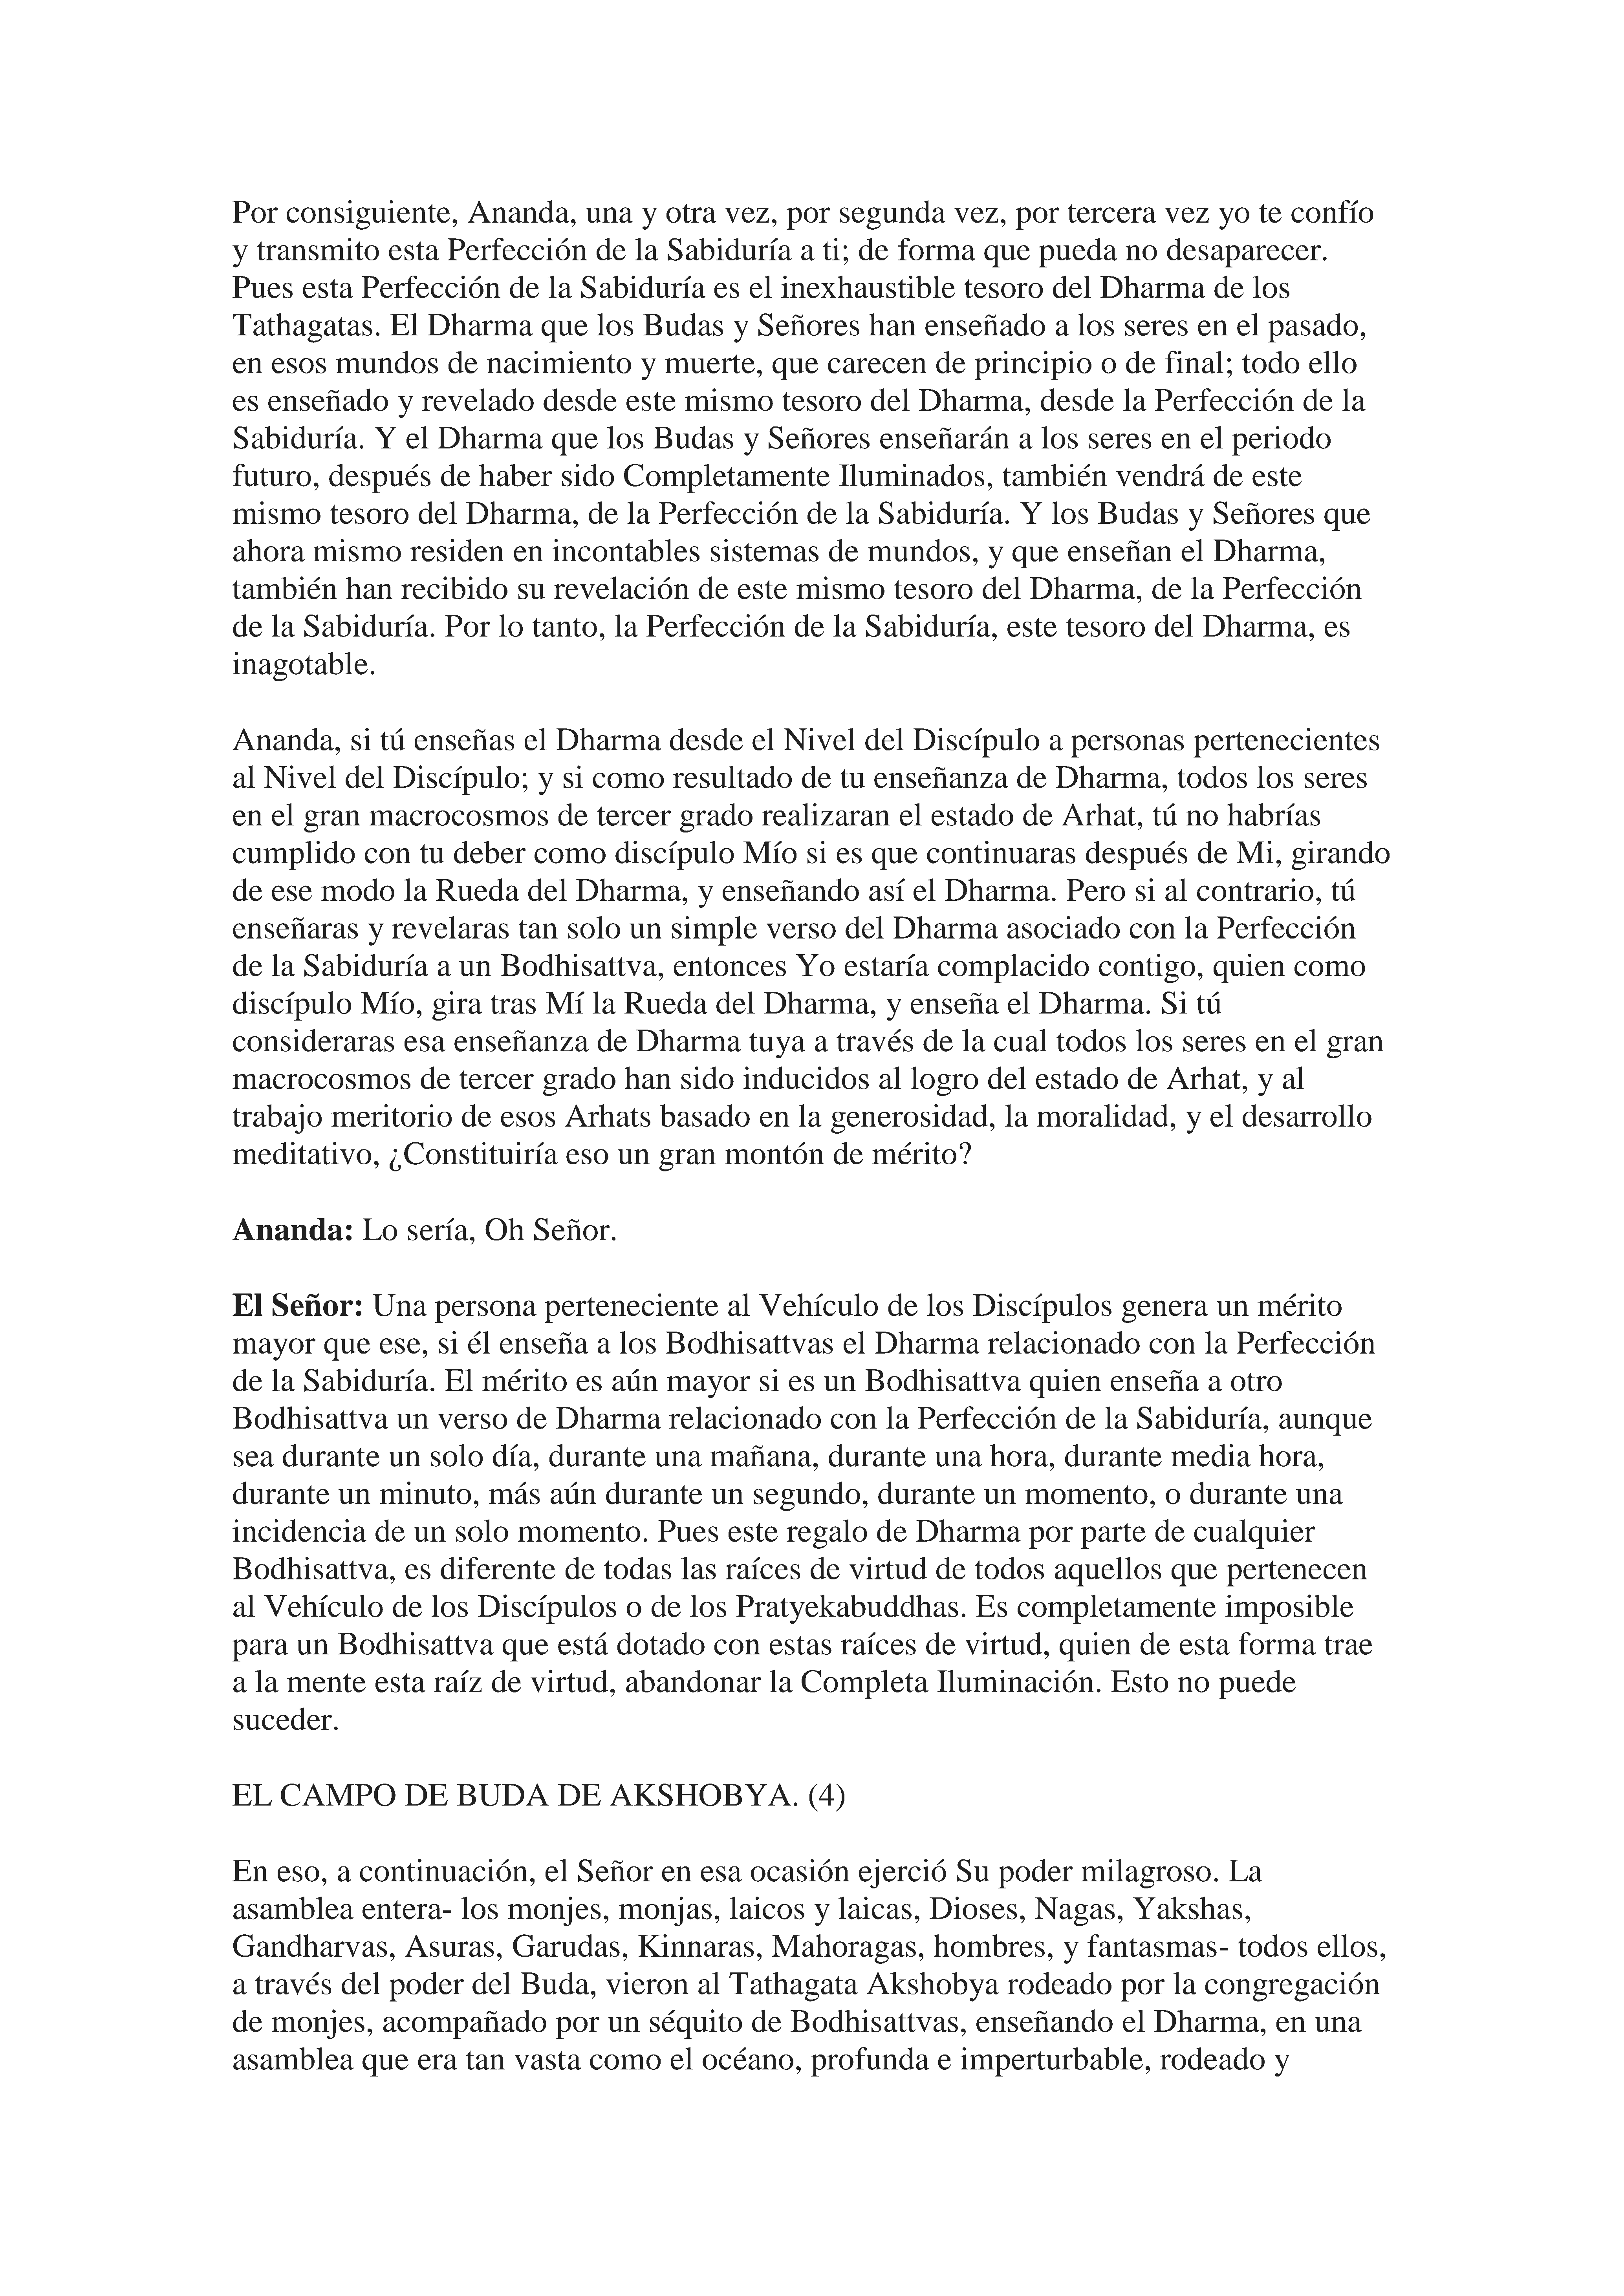 Por consiguiente, Ananda, una y otra vez, por segunda vez, por tercera vez yo te confío
y transmito esta Perfección de la Sabiduría a ti; de forma que pueda no desaparecer.
Pues esta Perfección de la Sabiduría es el inexhaustible tesoro del Dharma de los
Tathagatas. El Dharma que los Budas y Señores han enseñado a los seres en el pasado,
en esos mundos de nacimiento y muerte, que carecen de principio o de final; todo ello
es enseñado y revelado desde este mismo tesoro del Dharma, desde la Perfección de la
Sabiduría. Y el Dharma que los Budas y Señores enseñarán a los seres en el periodo
futuro, después de haber sido Completamente Iluminados, también vendrá de este
mismo tesoro del Dharma, de la Perfección de la Sabiduría. Y los Budas y Señores que
ahora mismo residen en incontables sistemas de mundos, y que enseñan el Dharma,
también han recibido su revelación de este mismo tesoro del Dharma, de la Perfección
de la Sabiduría. Por lo tanto, la Perfección de la Sabiduría, este tesoro del Dharma, es
inagotable.

Ananda, si tú enseñas el Dharma desde el Nivel del Discípulo a personas pertenecientes
al Nivel del Discípulo; y si como resultado de tu enseñanza de Dharma, todos los seres
en el gran macrocosmos de tercer grado realizaran el estado de Arhat, tú no habrías
cumplido con tu deber como discípulo Mío si es que continuaras después de Mi, girando
de ese modo la Rueda del Dharma, y enseñando así el Dharma. Pero si al contrario, tú
enseñaras y revelaras tan solo un simple verso del Dharma asociado con la Perfección
de la Sabiduría a un Bodhisattva, entonces Yo estaría complacido contigo, quien como
discípulo Mío, gira tras Mí la Rueda del Dharma, y enseña el Dharma. Si tú
consideraras esa enseñanza de Dharma tuya a través de la cual todos los seres en el gran
macrocosmos de tercer grado han sido inducidos al logro del estado de Arhat, y al
trabajo meritorio de esos Arhats basado en la generosidad, la moralidad, y el desarrollo
meditativo, ¿Constituiría eso un gran montón de mérito?

Ananda: Lo sería, Oh Señor.

El Señor: Una persona perteneciente al Vehículo de los Discípulos genera un mérito
mayor que ese, si él enseña a los Bodhisattvas el Dharma relacionado con la Perfección
de la Sabiduría. El mérito es aún mayor si es un Bodhisattva quien enseña a otro
Bodhisattva un verso de Dharma relacionado con la Perfección de la Sabiduría, aunque
sea durante un solo día, durante una mañana, durante una hora, durante media hora,
durante un minuto, más aún durante un segundo, durante un momento, o durante una
incidencia de un solo momento. Pues este regalo de Dharma por parte de cualquier
Bodhisattva, es diferente de todas las raíces de virtud de todos aquellos que pertenecen
al Vehículo de los Discípulos o de los Pratyekabuddhas. Es completamente imposible
para un Bodhisattva que está dotado con estas raíces de virtud, quien de esta forma trae
a la mente esta raíz de virtud, abandonar la Completa Iluminación. Esto no puede
suceder.

EL CAMPO DE BUDA DE AKSHOBYA. (4)

En eso, a continuación, el Señor en esa ocasión ejerció Su poder milagroso. La
asamblea entera- los monjes, monjas, laicos y laicas, Dioses, Nagas, Yakshas,
Gandharvas, Asuras, Garudas, Kinnaras, Mahoragas, hombres, y fantasmas- todos ellos,
a través del poder del Buda, vieron al Tathagata Akshobya rodeado por la congregación
de monjes, acompañado por un séquito de Bodhisattvas, enseñando el Dharma, en una
asamblea que era tan vasta como el océano, profunda e imperturbable, rodeado y